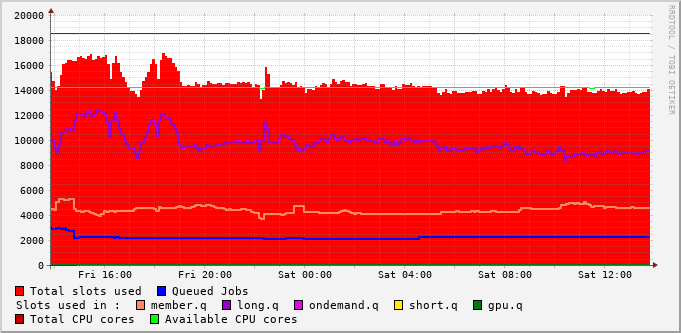 20000
18000
16000
14000
12000
10000
8000
6000
4000
2000
0
Fri 16:00 Fri 20:00 Sat 00:00 Sat 04:00 Sat 08:00 Sat 12:00
RRDTOOL / TOBI OETIKER
Total slots used Queued Jobs
Slots used in : member.q long.q ondemand.q short.q gpu.q
Total CPU cores Available CPU cores